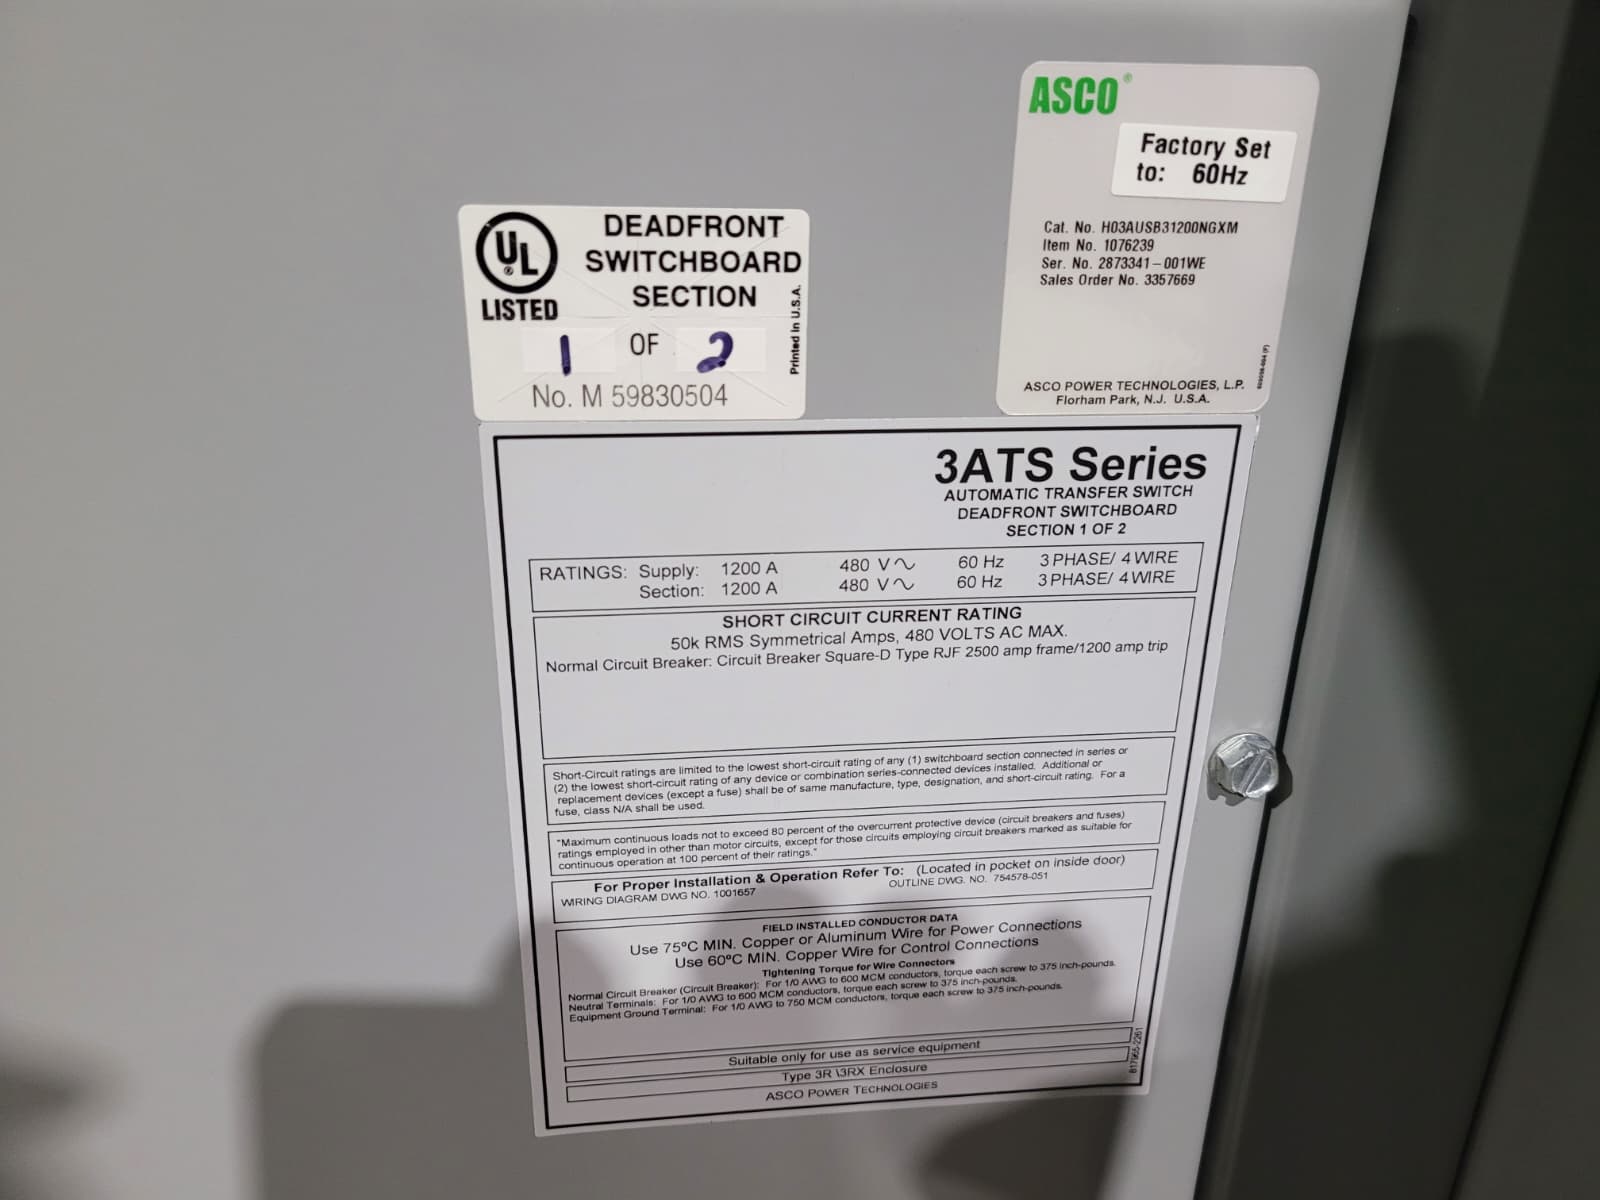 ASCO®
Factory Set
to: 60Hz
Cat. No. H03AUSB31200NGXM
Item No. 1076239
Ser. No. 2873341-001WE
Sales Order No. 3357669
ASCO POWER TECHNOLOGIES, L.P.
Florham Park, N.J. U.S.A.
UL
®
LISTED
DEADFRONT
SWITCHBOARD
SECTION
1 OF 2
No. M 59830504
Printed in U.S.A.
3ATS Series
AUTOMATIC TRANSFER SWITCH
DEADFRONT SWITCHBOARD
SECTION 1 OF 2
RATINGS: Supply: 1200 A 480 V 60 Hz 3 PHASE/ 4 WIRE
Section: 1200 A 480 V 60 Hz 3 PHASE/ 4 WIRE
SHORT CIRCUIT CURRENT RATING
50k RMS Symmetrical Amps, 480 VOLTS AC MAX.
Normal Circuit Breaker: Circuit Breaker Square-D Type RJF 2500 amp frame/1200 amp trip
Short-Circuit ratings are limited to the lowest short-circuit rating of any (1) switchboard section connected in series or
(2) the lowest short-circuit rating of any device or combination series-connected devices installed. Additional or
replacement devices (except a fuse) shall be of same manufacture, type, designation, and short-circuit rating. For a
fuse, class N/A shall be used.
"Maximum continuous loads not to exceed 80 percent of the overcurrent protective device (circuit breakers and fuses)
ratings employed in other than motor circuits, except for those circuits employing circuit breakers marked as suitable for
continuous operation at 100 percent of their ratings."
For Proper Installation & Operation Refer To: (Located in pocket on inside door)
WIRING DIAGRAM DWG NO. 1001657 OUTLINE DWG. NO. 754578-051
FIELD INSTALLED CONDUCTOR DATA
Use 75ºC MIN. Copper or Aluminum Wire for Power Connections
Use 60ºC MIN. Copper Wire for Control Connections
Tightening Torque for Wire Connectors
Normal Circuit Breaker (Circuit Breaker): For 1/0 AWG to 600 MCM conductors, torque each screw to 375 inch-pounds.
Neutral Terminals: For 1/0 AWG to 600 MCM conductors, torque each screw to 375 inch-pounds.
Equipment Ground Terminal: For 1/0 AWG to 750 MCM conductors, torque each screw to 375 inch-pounds.
Suitable only for use as service equipment
Type 3R \3RX Enclosure
ASCO POWER TECHNOLOGIES
817965-2261